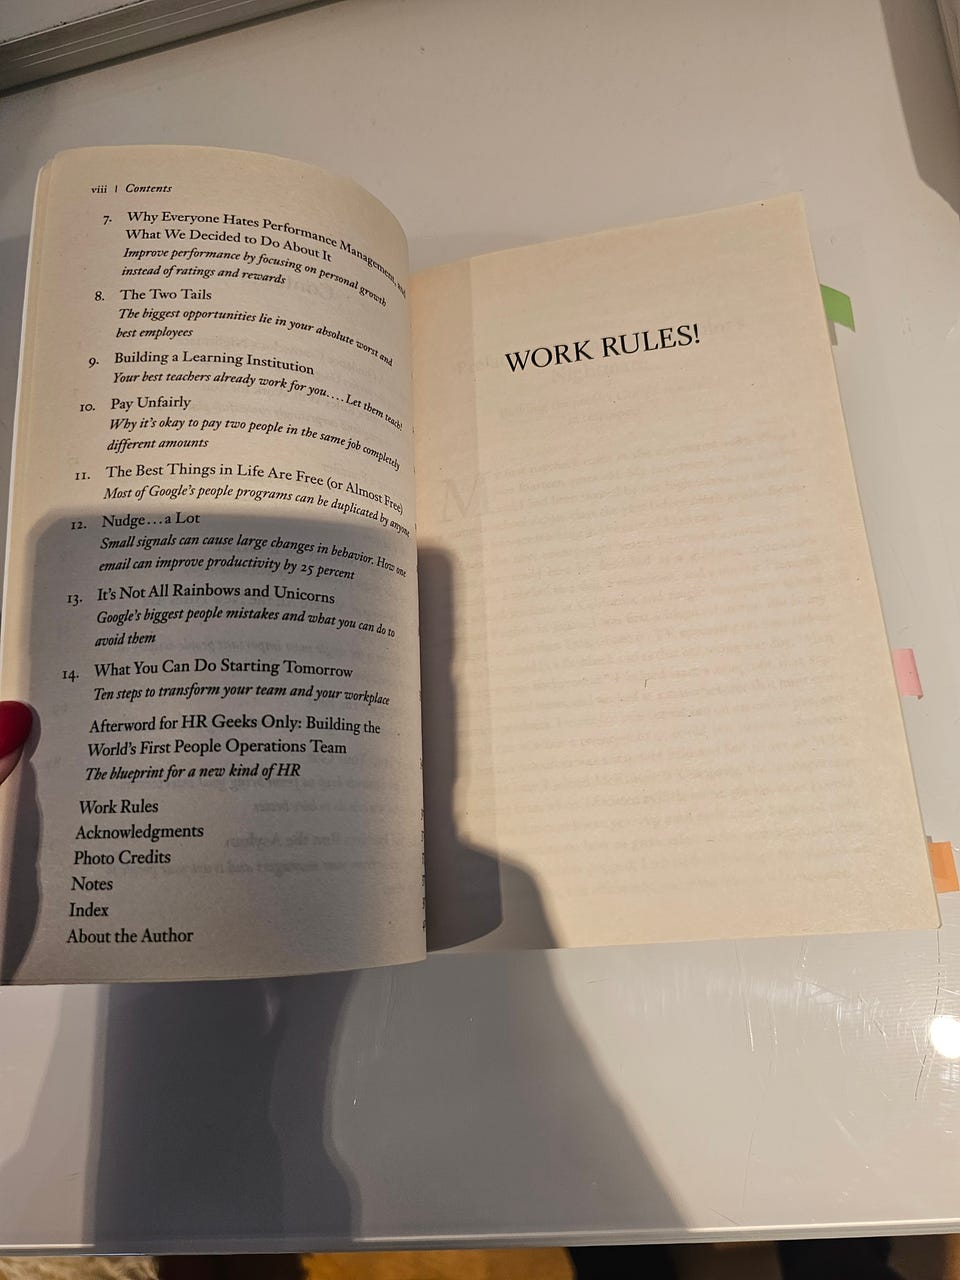 viii | Contents
7. Why Everyone Hates Performance Management, and
What We Decided to Do About It
Improve performance by focusing on personal growth
instead of ratings and rewards
8. The Two Tails
The biggest opportunities lie in your absolute worst and
best employees
9. Building a Learning Institution
Your best teachers already work for you.... Let them teach!
10. Pay Unfairly
Why it's okay to pay two people in the same job completely
different amounts
11. The Best Things in Life Are Free (or Almost Free)
Most of Google's people programs can be duplicated by anyone
12. Nudge...a Lot
Small signals can cause large changes in behavior. How one
email can improve productivity by 25 percent
13. It's Not All Rainbows and Unicorns
Google's biggest people mistakes and what you can do to
avoid them
14. What You Can Do Starting Tomorrow
Ten steps to transform your team and your workplace
Afterword for HR Geeks Only: Building the
World's First People Operations Team
The blueprint for a new kind of HR
Work Rules
Acknowledgments
Photo Credits
Notes
Index
About the Author
WORK RULES!